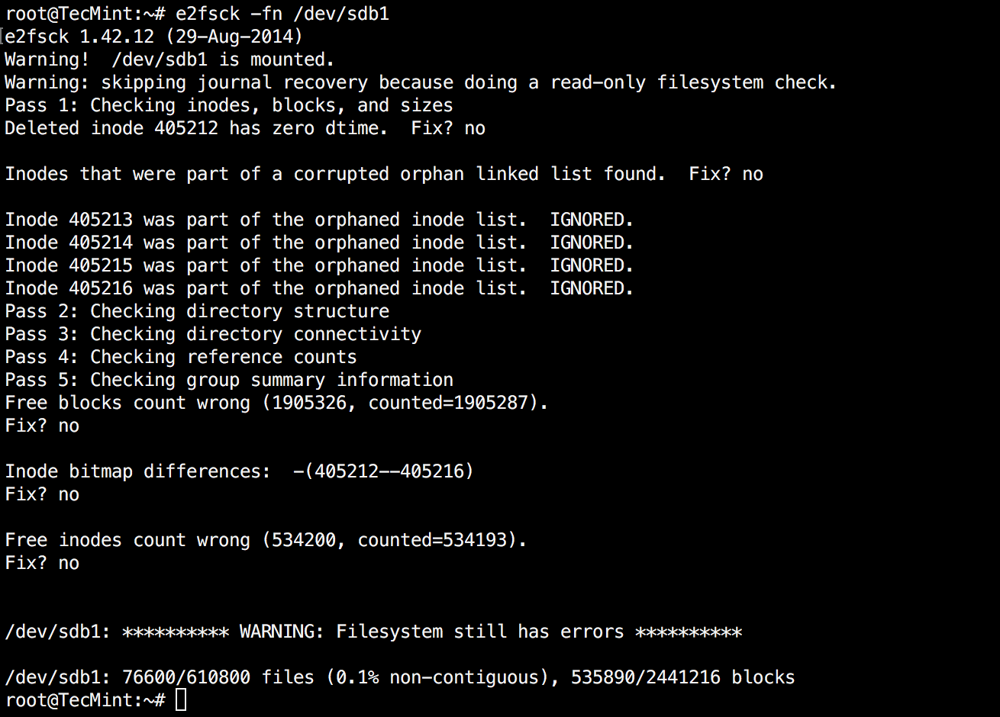 root@TecMint:~# e2fsck -fn /dev/sdb1
e2fsck 1.42.12 (29-Aug-2014)
Warning!  /dev/sdb1 is mounted.
Warning: skipping journal recovery because doing a read-only filesystem check.
Pass 1: Checking inodes, blocks, and sizes
Deleted inode 405212 has zero dtime.  Fix? no
Inodes that were part of a corrupted orphan linked list found.  Fix? no
Inode 405213 was part of the orphaned inode list.  IGNORED.
Inode 405214 was part of the orphaned inode list.  IGNORED.
Inode 405215 was part of the orphaned inode list.  IGNORED.
Inode 405216 was part of the orphaned inode list.  IGNORED.
Pass 2: Checking directory structure
Pass 3: Checking directory connectivity
Pass 4: Checking reference counts
Pass 5: Checking group summary information
Free blocks count wrong (1905326, counted=1905287).
Fix? no
Inode bitmap differences:  -(405212--405216)
Fix? no
Free inodes count wrong (534200, counted=534193).
Fix? no
/dev/sdb1: ********** WARNING: Filesystem still has errors **********
/dev/sdb1: 76600/610800 files (0.1% non-contiguous), 535890/2441216 blocks
root@TecMint:~#